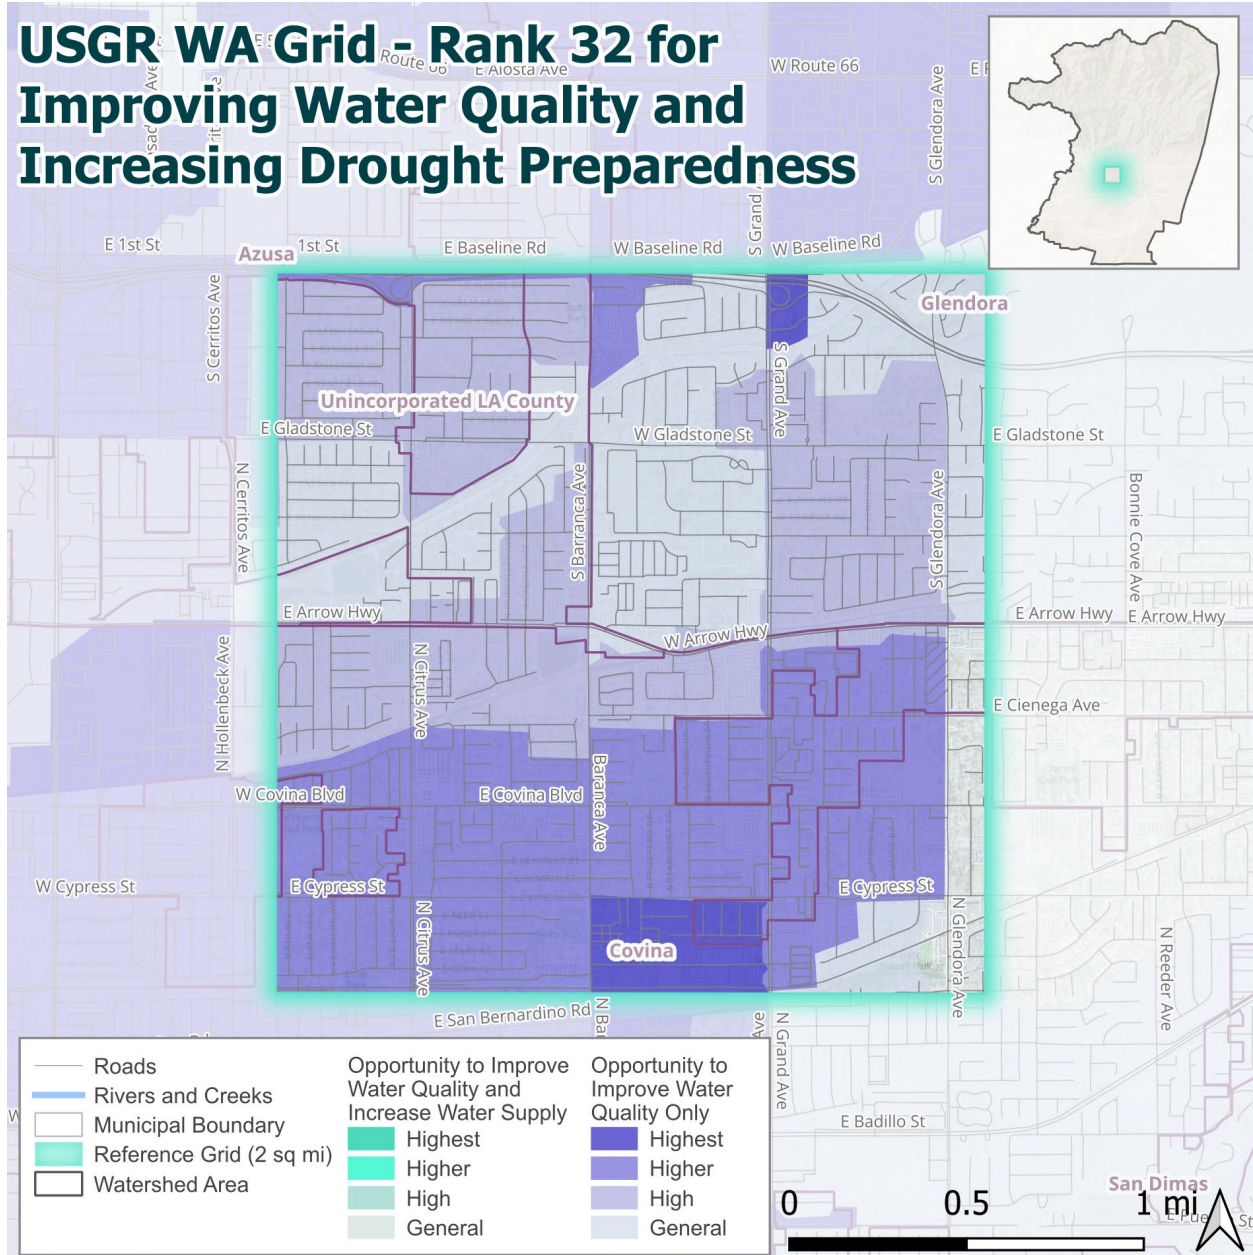 USGR WA Grid - Rank 32 for
Improving Water Quality and
Increasing Drought Preparedness
E Alosta Ave
W Route 66
S Glendora Ave
E 1st St
1st St
E Baseline Rd
W Baseline Rd
W Baseline Rd
S Grand
Azusa
Glendora
S Cerritos Ave
S Grand Ave
Unincorporated LA County
E Gladstone St
W Gladstone St
E Gladstone St
N Cerritos Ave
S Barranca Ave
S Glendora Ave
Bonnie Cove Ave
E Arrow Hwy
W Arrow Hwy
E Arrow Hwy
E Arrow Hwy
N Hollenbeck Ave
N Citrus Ave
E Cienega Ave
W Covina Blvd
E Covina Blvd
Baranca Ave
W Cypress St
E Cypress St
E Cypress St
N Citrus Ave
Covina
N Glendora Ave
N Reeder Ave
E San Bernardino Rd
N Grand Ave
E Badillo St
San Dimas
Roads
Rivers and Creeks
Municipal Boundary
Reference Grid (2 sq mi)
Watershed Area
Opportunity to Improve
Water Quality and
Increase Water Supply
Highest
Higher
High
General
Opportunity to
Improve Water
Quality Only
Highest
Higher
High
General
0
0.5
1 mi